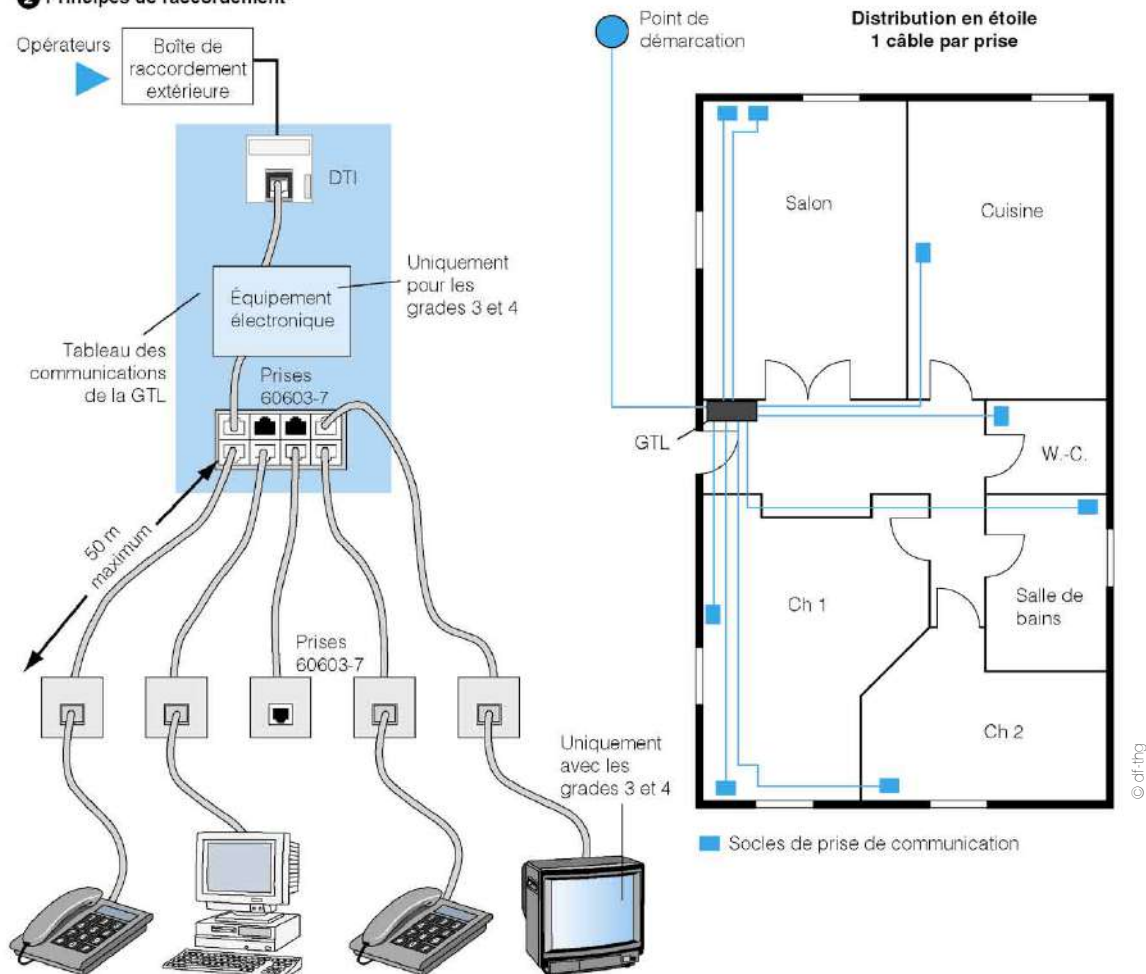 2 Principes de raccordement
Opérateurs
Boîte de
raccordement
extérieure
DTI
Équipement
électronique
Uniquement
pour les
grades 3 et 4
Tableau des
communications
de la GTL
Prises
60603-7
50 m
maximum
Prises
60603-7
Uniquement
avec les
grades 3 et 4
Point de
démarcation
Distribution en étoile
1 câble par prise
Salon
Cuisine
GTL
W.-C.
Ch 1
Salle de
bains
Ch 2
Socles de prise de communication
© df-thg